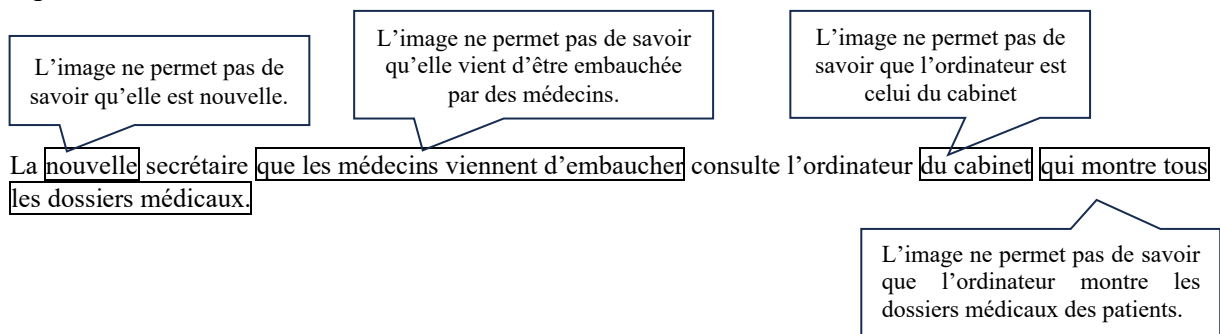 L’image ne permet pas de
savoir qu’elle est nouvelle.
L’image ne permet pas de savoir
qu’elle vient d’être embauchée
par des médecins.
L’image ne permet pas de
savoir que l’ordinateur est
celui du cabinet
La nouvelle secrétaire que les médecins viennent d’embaucher consulte l’ordinateur du cabinet qui montre tous
les dossiers médicaux.
L’image ne permet pas de savoir
que l’ordinateur montre les
dossiers médicaux des patients.